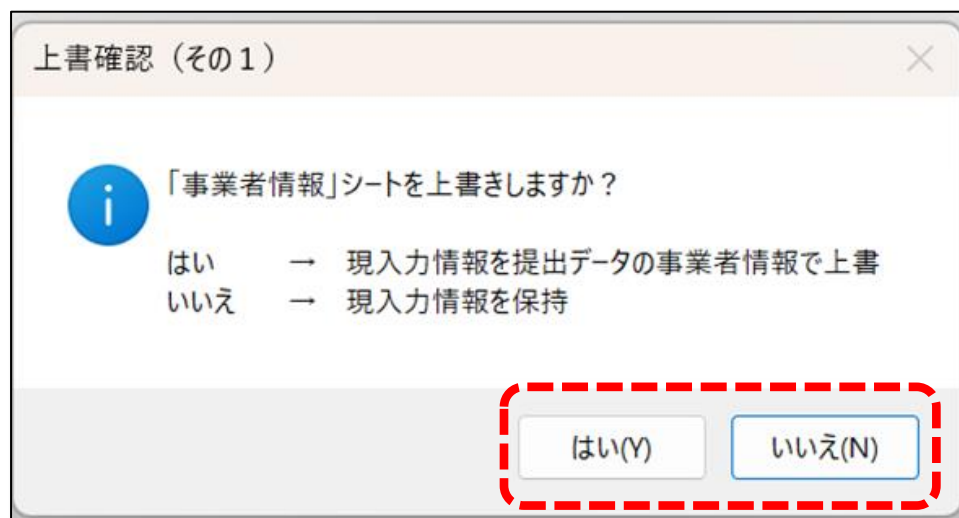 上書確認（その１）
「事業者情報」シートを上書きしますか？
はい → 現入力情報を提出データの事業者情報で上書
いいえ → 現入力情報を保持
はい(Y) いいえ(N)